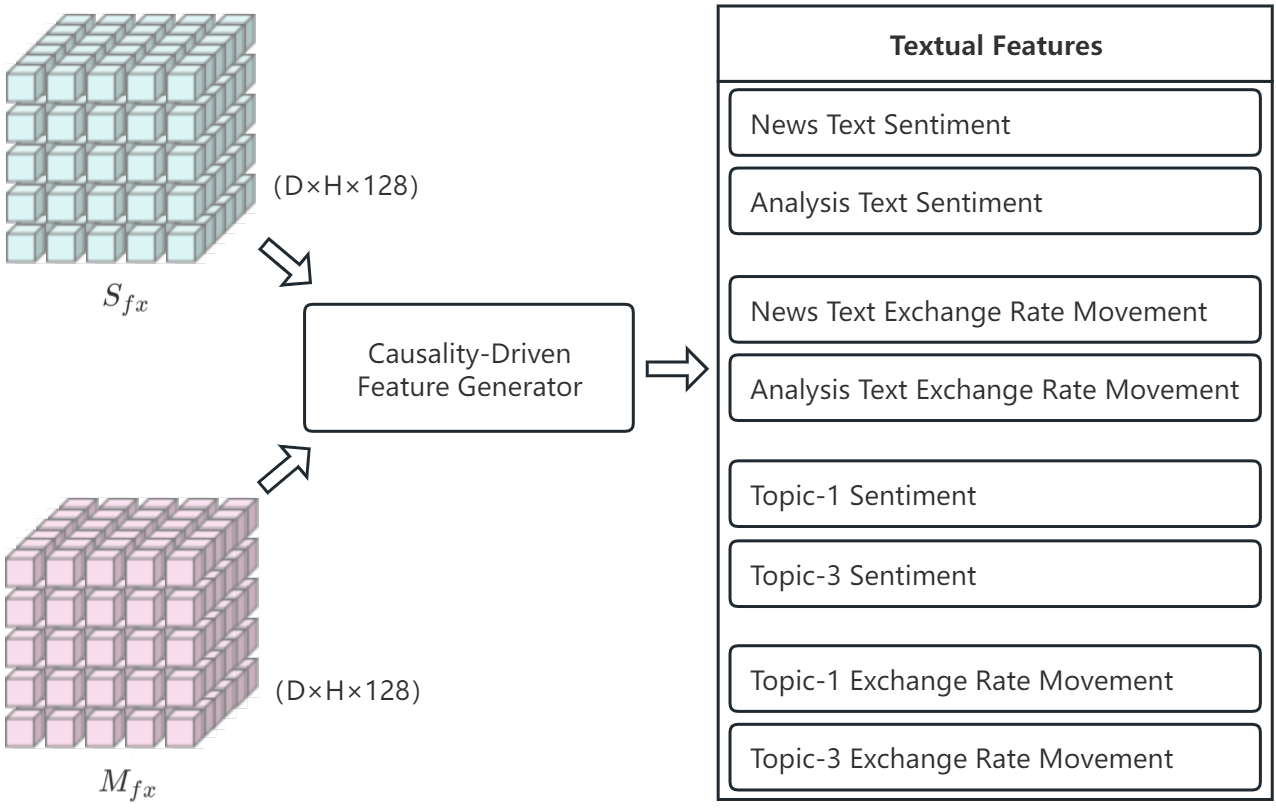 (D×H×128)
S_{fx}
Causality-Driven
Feature Generator
(D×H×128)
M_{fx}
Textual Features
News Text Sentiment
Analysis Text Sentiment
News Text Exchange Rate Movement
Analysis Text Exchange Rate Movement
Topic-1 Sentiment
Topic-3 Sentiment
Topic-1 Exchange Rate Movement
Topic-3 Exchange Rate Movement